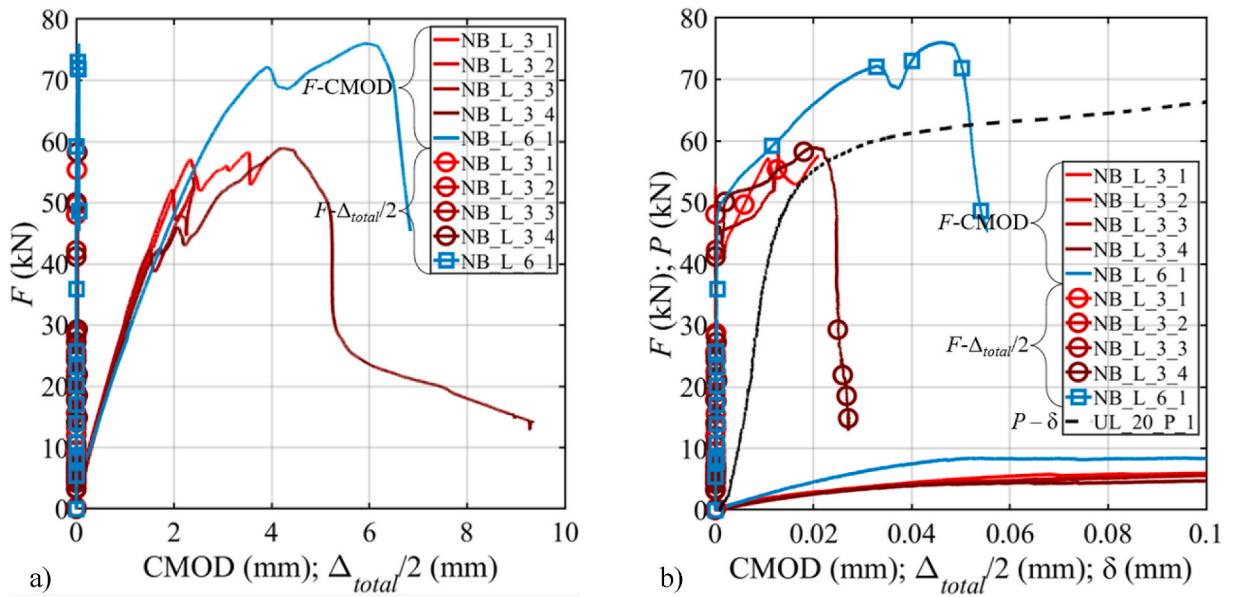 80
70
60
50
40
30
20
10
0
F (kN)
0 2 4 6 8 10
CMOD (mm); Δtotal/2 (mm)
a)
F-CMOD
NB_L_3_1
NB_L_3_2
NB_L_3_3
NB_L_3_4
NB_L_6_1
F-Δtotal/2
NB_L_3_1
NB_L_3_2
NB_L_3_3
NB_L_3_4
NB_L_6_1
80
70
60
50
40
30
20
10
0
F (kN); P (kN)
0 0.02 0.04 0.06 0.08 0.1
CMOD (mm); Δtotal/2 (mm); δ (mm)
b)
F-CMOD
NB_L_3_1
NB_L_3_2
NB_L_3_3
NB_L_3_4
NB_L_6_1
F-Δtotal/2
NB_L_3_1
NB_L_3_2
NB_L_3_3
NB_L_3_4
NB_L_6_1
P – δ UL_20_P_1